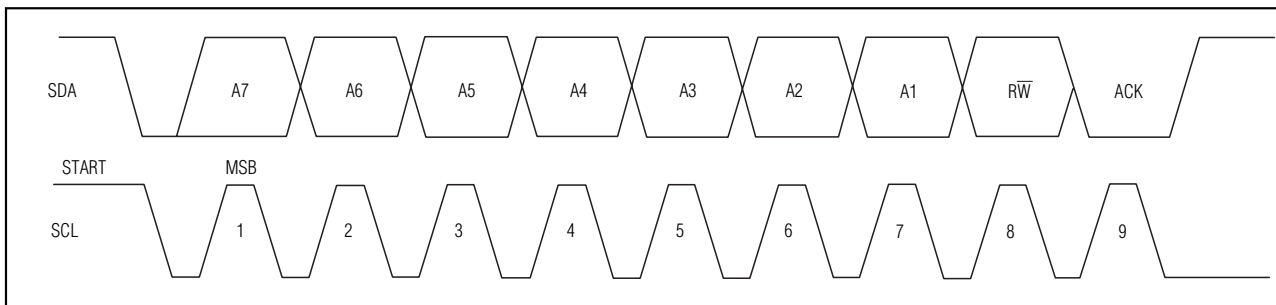 SDA A7 A6 A5 A4 A3 A2 A1 RW̅ ACK
START MSB
SCL 1 2 3 4 5 6 7 8 9